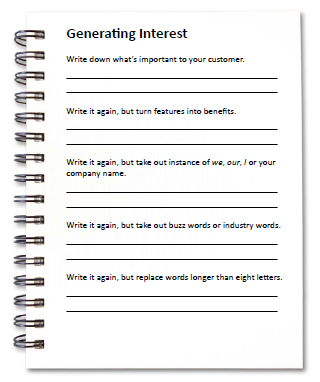 Generating Interest
Write down what's important to your customer.
Write it again, but turn features into benefits.
Write it again, but take out instance of we, our, I or your
company name.
Write it again, but take out buzz words or industry words.
Write it again, but replace words longer than eight letters.